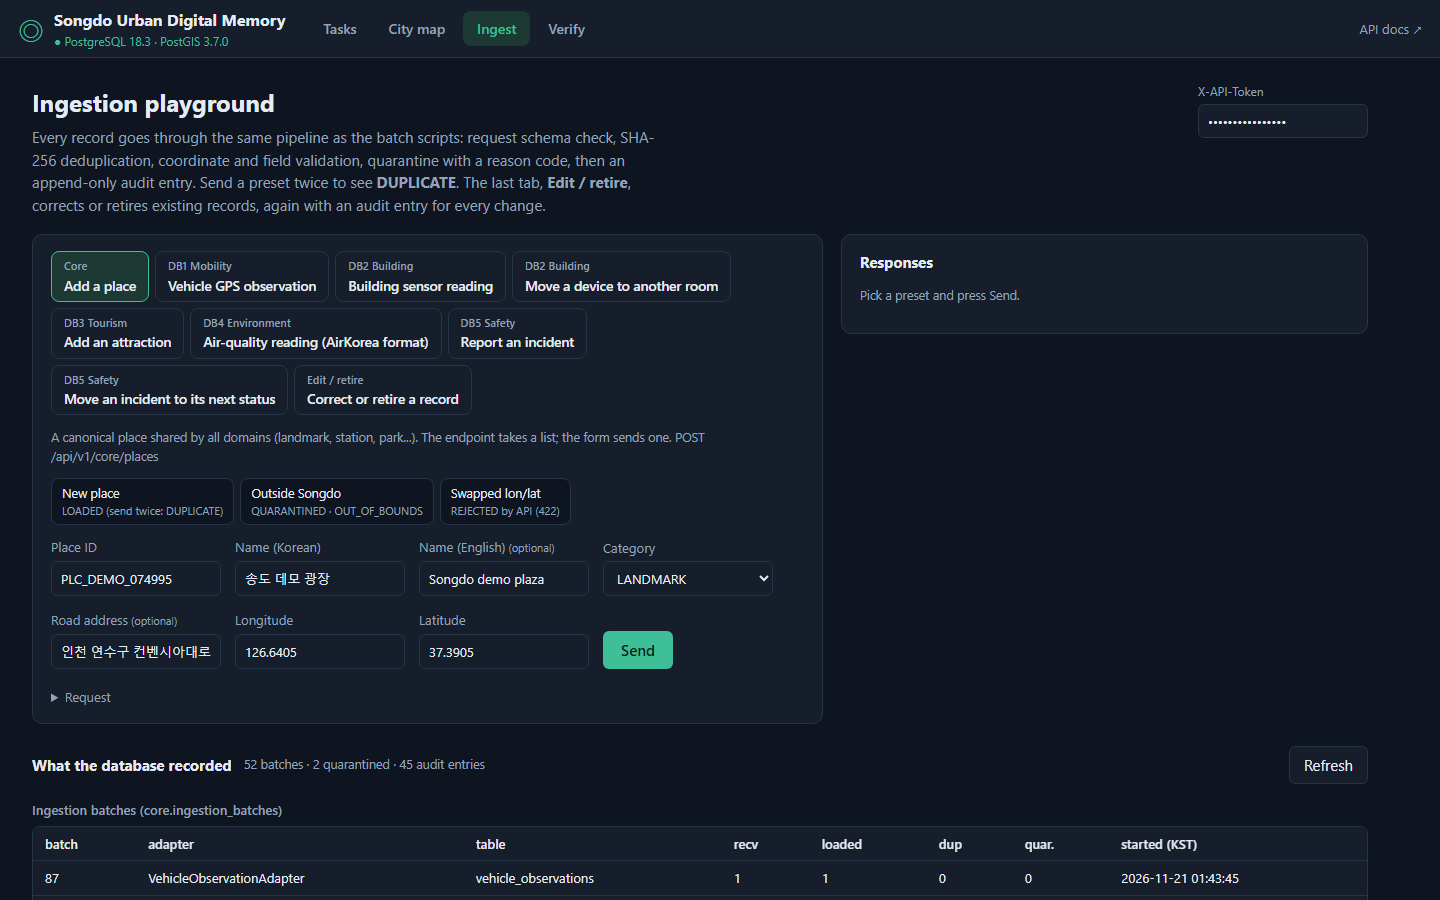 Songdo Urban Digital Memory
PostgreSQL 18.3 · PostGIS 3.7.0
Tasks
City map
Ingest
Verify
API docs ↗
Ingestion playground
X-API-Token
••••••••••••••••
Every record goes through the same pipeline as the batch scripts: request schema check, SHA-
256 deduplication, coordinate and field validation, quarantine with a reason code, then an
append-only audit entry. Send a preset twice to see DUPLICATE. The last tab, Edit / retire,
corrects or retires existing records, again with an audit entry for every change.
Core
Add a place
DB1 Mobility
Vehicle GPS observation
DB2 Building
Building sensor reading
DB2 Building
Move a device to another room
DB3 Tourism
Add an attraction
DB4 Environment
Air-quality reading (AirKorea format)
DB5 Safety
Report an incident
DB5 Safety
Move an incident to its next status
Edit / retire
Correct or retire a record
A canonical place shared by all domains (landmark, station, park...). The endpoint takes a list; the form sends one. POST
/api/v1/core/places
New place
LOADED (send twice: DUPLICATE)
Outside Songdo
QUARANTINED · OUT_OF_BOUNDS
Swapped lon/lat
REJECTED by API (422)
Place ID
PLC_DEMO_074995
Name (Korean)
송도 데모 광장
Name (English) (optional)
Songdo demo plaza
Category
LANDMARK
Road address (optional)
인천 연수구 컨벤시아대로
Longitude
126.6405
Latitude
37.3905
Send
Request
Responses
Pick a preset and press Send.
What the database recorded
52 batches · 2 quarantined · 45 audit entries
Refresh
Ingestion batches (core.ingestion_batches)
batch adapter table recv loaded dup quar. started (KST)
87 VehicleObservationAdapter vehicle_observations 1 1 0 0 2026-11-21 01:43:45